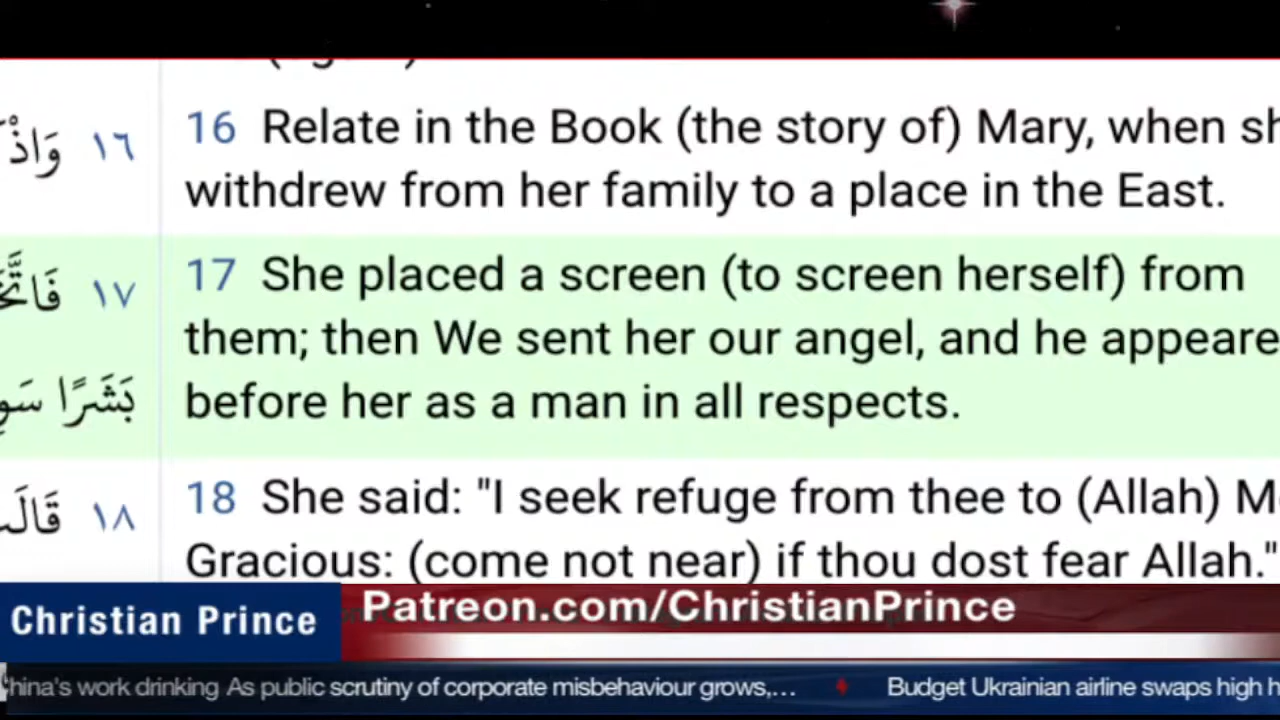 16 Relate in the Book (the story of) Mary, when sh
١٦
withdrew from her family to a place in the East.
17 She placed a screen (to screen herself) from
١٧
them; then We sent her our angel, and he appeare
before her as a man in all respects.
بَشَرًا سَوِ
18 She said: "I seek refuge from thee to (Allah) M
١٨
Gracious: (come not near) if thou dost fear Allah."
Christian Prince
Patreon.com/ChristianPrince
hina's work drinking As public scrutiny of corporate misbehaviour grows,... Budget Ukrainian airline swaps high h